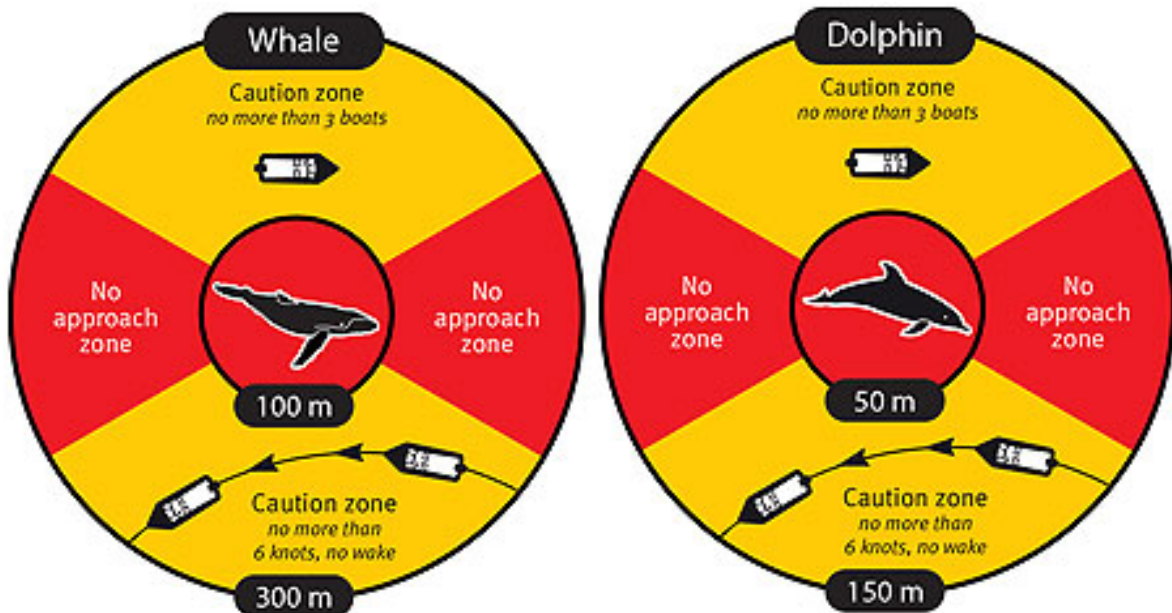 Whale
Caution zone
no more than 3 boats
No
approach
zone
No
approach
zone
100 m
Caution zone
no more than
6 knots, no wake
300 m
Dolphin
Caution zone
no more than 3 boats
No
approach
zone
No
approach
zone
50 m
Caution zone
no more than
6 knots, no wake
150 m